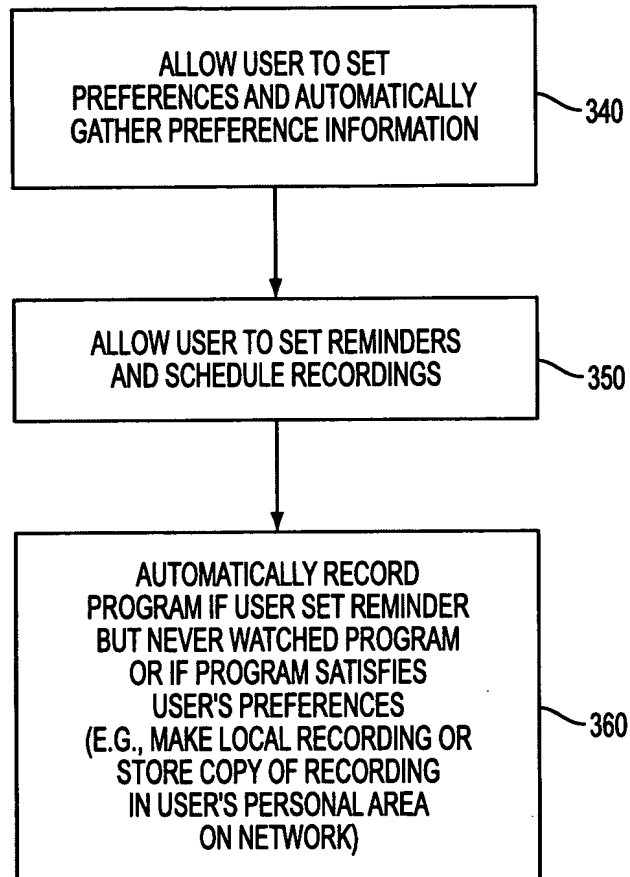 ALLOW USER TO SET
PREFERENCES AND AUTOMATICALLY
GATHER PREFERENCE INFORMATION
340
ALLOW USER TO SET REMINDERS
AND SCHEDULE RECORDINGS
350
AUTOMATICALLY RECORD
PROGRAM IF USER SET REMINDER
BUT NEVER WATCHED PROGRAM
OR IF PROGRAM SATISFIES
USER'S PREFERENCES
(E.G., MAKE LOCAL RECORDING OR
STORE COPY OF RECORDING
IN USER'S PERSONAL AREA
ON NETWORK)
360